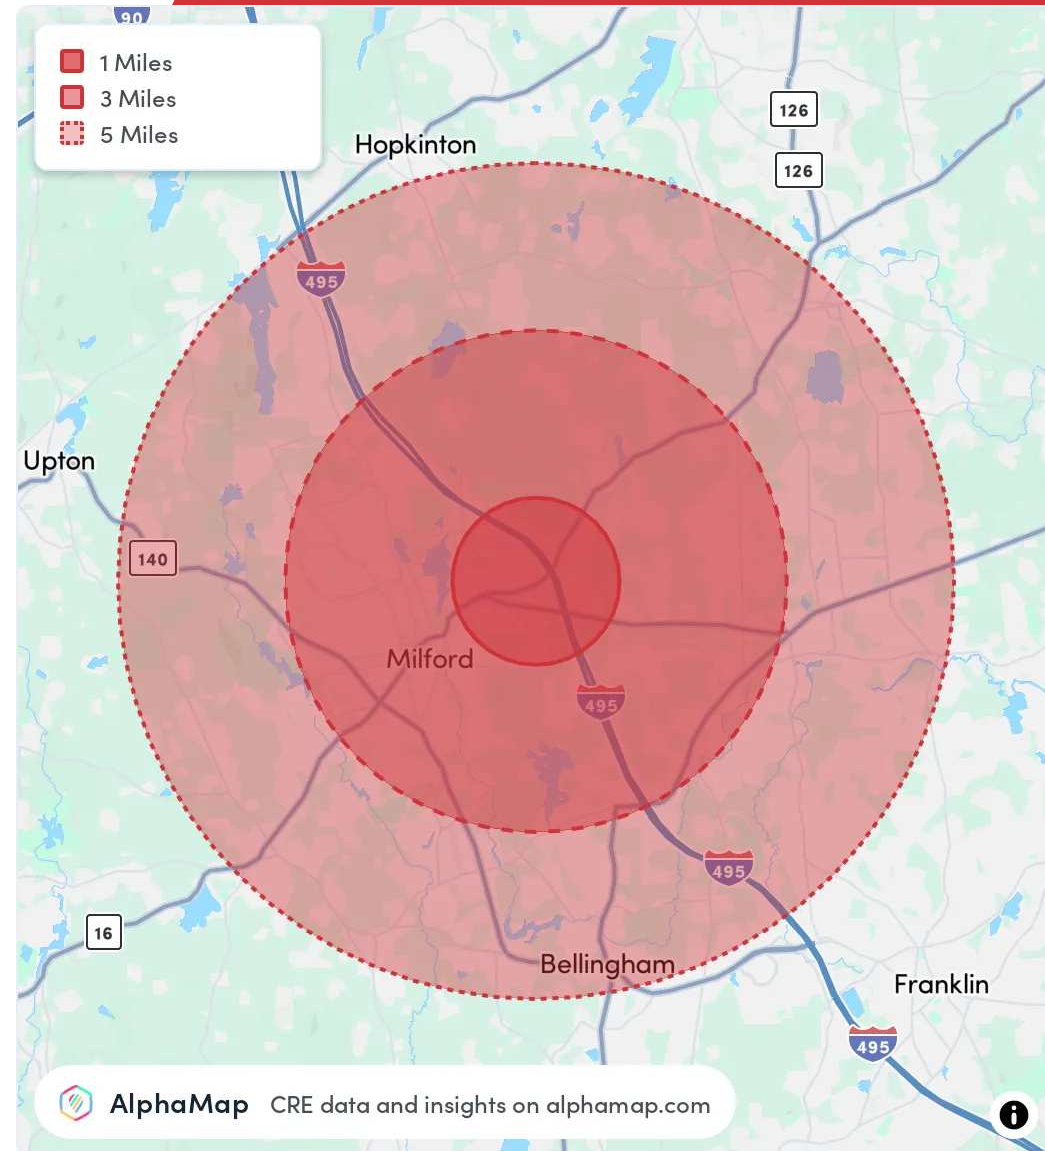 90
1 Miles
3 Miles
5 Miles
126
Hopkinton
126
495
Upton
140
Milford
495
495
16
Bellingham
Franklin
495
AlphaMap CRE data and insights on alphamap.com
i